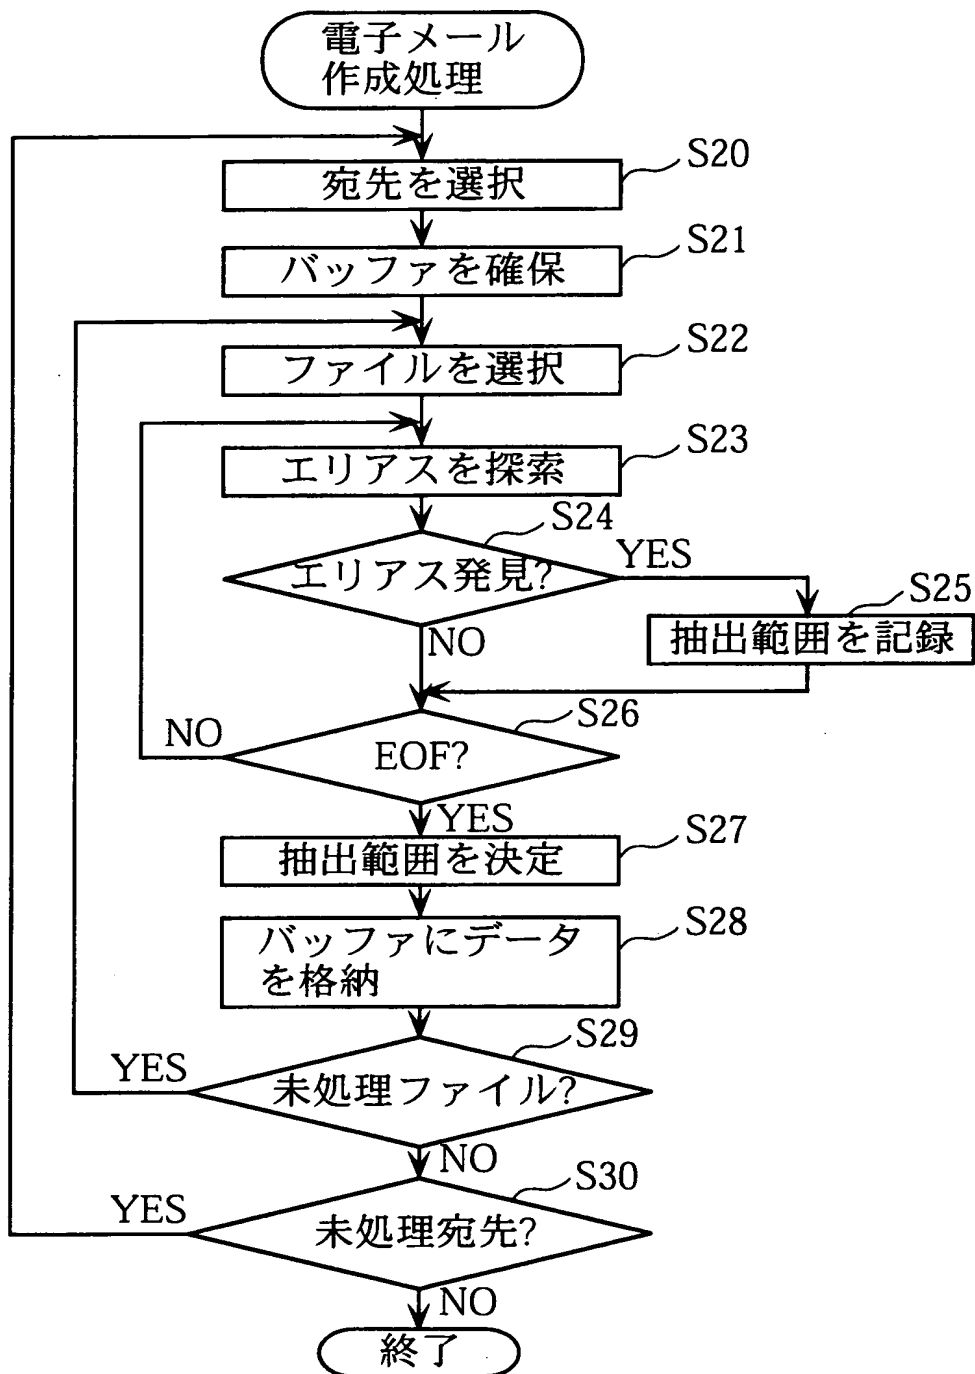 電子メール
作成処理
S20
宛先を選択
S21
バッファを確保
S22
ファイルを選択
S23
エリアスを探索
S24
エリアス発見?
YES
S25
抽出範囲を記録
NO
S26
NO
EOF?
YES
S27
抽出範囲を決定
S28
バッファにデータ
を格納
S29
YES
未処理ファイル?
NO
S30
YES
未処理宛先?
NO
終了